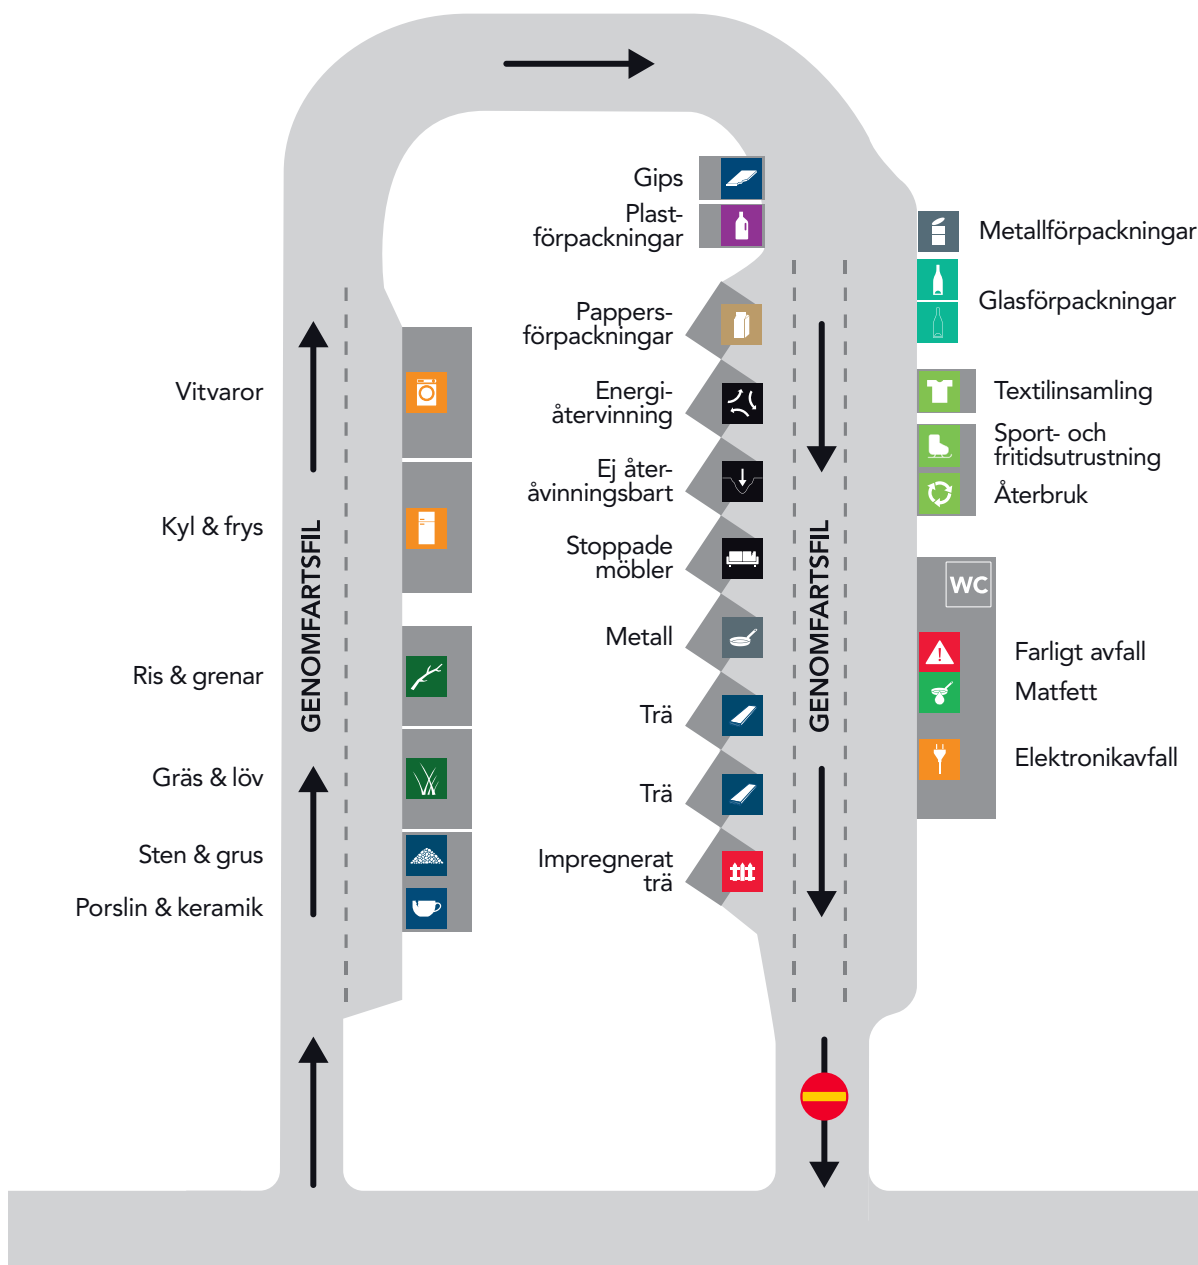 Gips
Plast-
förpackningar
Pappers-
förpackningar
Energi-
återvinning
Ej åter-
åvinningsbart
Stoppade
möbler
Metall
Trä
Trä
Impregnerat
trä
Vitvaror
Kyl & frys
Ris & grenar
Gräs & löv
Sten & grus
Porslin & keramik
GENOMFARTSFIL
GENOMFARTSFIL
Metallförpackningar
Glasförpackningar
Textilinsamling
Sport- och
fritidsutrustning
Återbruk
WC
Farligt avfall
Matfett
Elektronikavfall